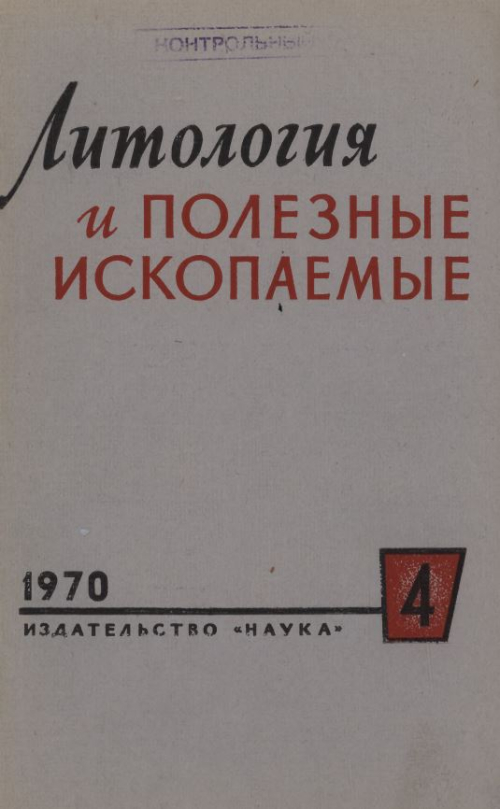 КОНТРОЛЬНЫЙ
Литология
и ПОЛЕЗНЫЕ
ИСКОПАЕМЫЕ
1970
4
ИЗДАТЕЛЬСТВО «НАУКА»